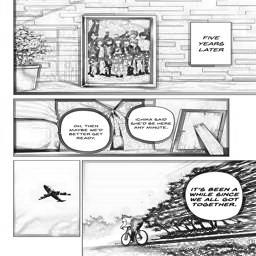 FIVE
YEARS
LATER
OH, THEN
MAYBE WE'D
BETTER GET
READY.
ICHIKA SAID
SHE'D BE HERE
ANY MINUTE.
IT'S BEEN A
WHILE SINCE
WE ALL GOT
TOGETHER.